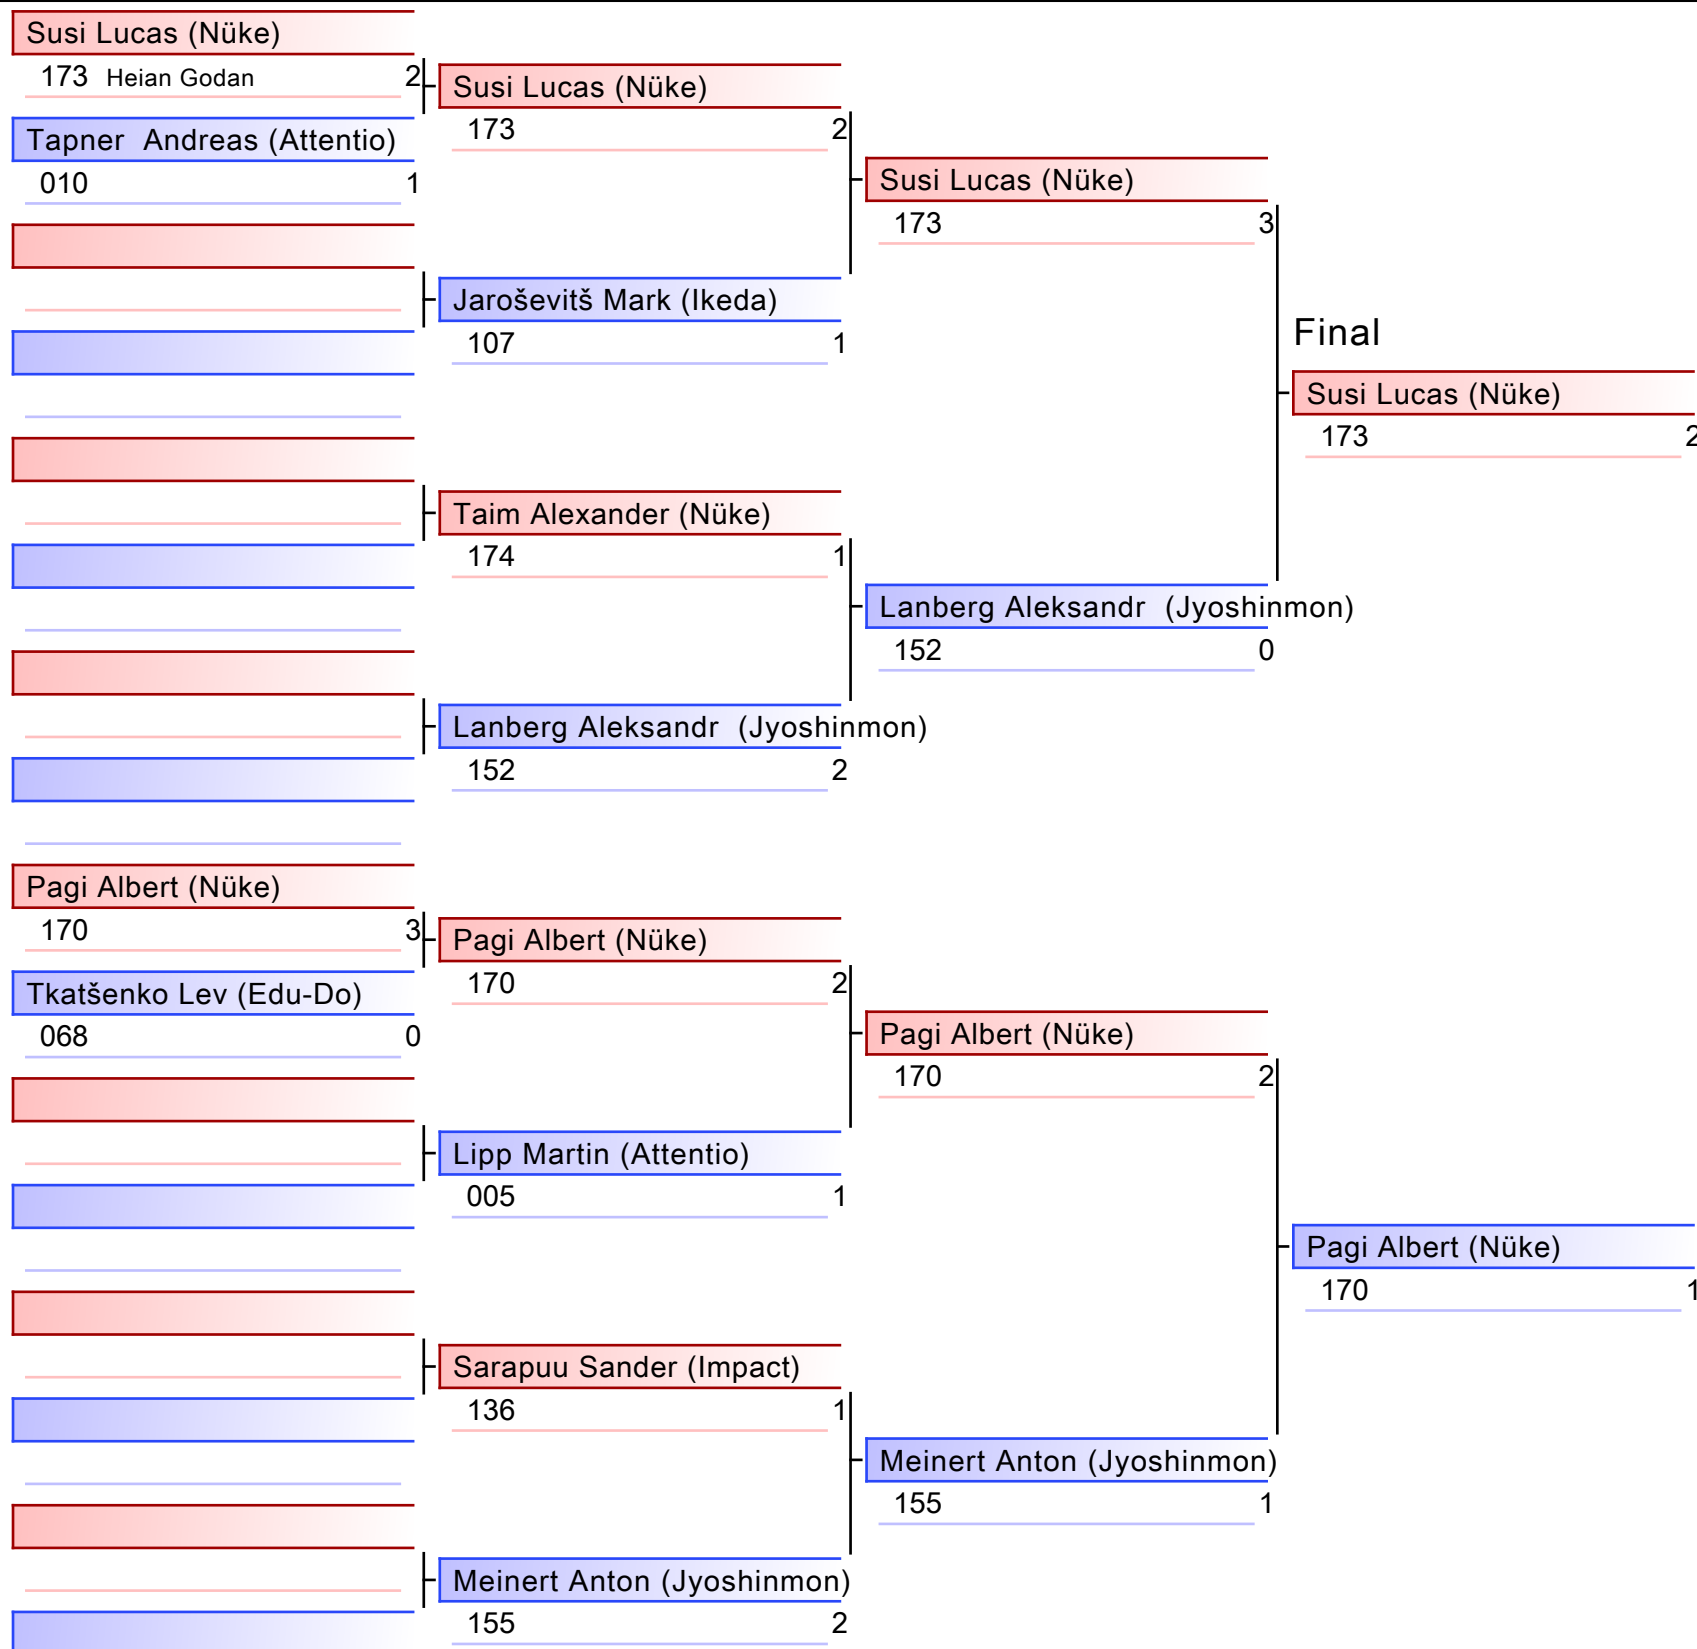 Susi Lucas (Nüke)
173 Heian Godan 2
Tapner Andreas (Attentio)
010 1
Susi Lucas (Nüke)
173 2
Jaroševitš Mark (Ikeda)
107 1
Susi Lucas (Nüke)
173 3
Final
Susi Lucas (Nüke)
173 2
Taim Alexander (Nüke)
174 1
Lanberg Aleksandr (Jyoshinmon)
152 0
Lanberg Aleksandr (Jyoshinmon)
152 2
Pagi Albert (Nüke)
170 3
Tkatšenko Lev (Edu-Do)
068 0
Pagi Albert (Nüke)
170 2
Lipp Martin (Attentio)
005 1
Pagi Albert (Nüke)
170 2
Pagi Albert (Nüke)
170 1
Sarapuu Sander (Impact)
136 1
Meinert Anton (Jyoshinmon)
155 1
Meinert Anton (Jyoshinmon)
155 2